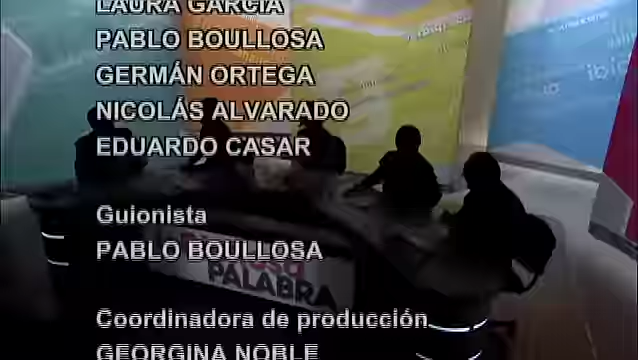 LAURA GARCÍA
PABLO BOULLOSA
GERMÁN ORTEGA
NICOLÁS ALVARADO
EDUARDO CASAR
Guionista
PABLO BOULLOSA
PALABRA
Coordinadora de producción
GEORGINA NOBLE